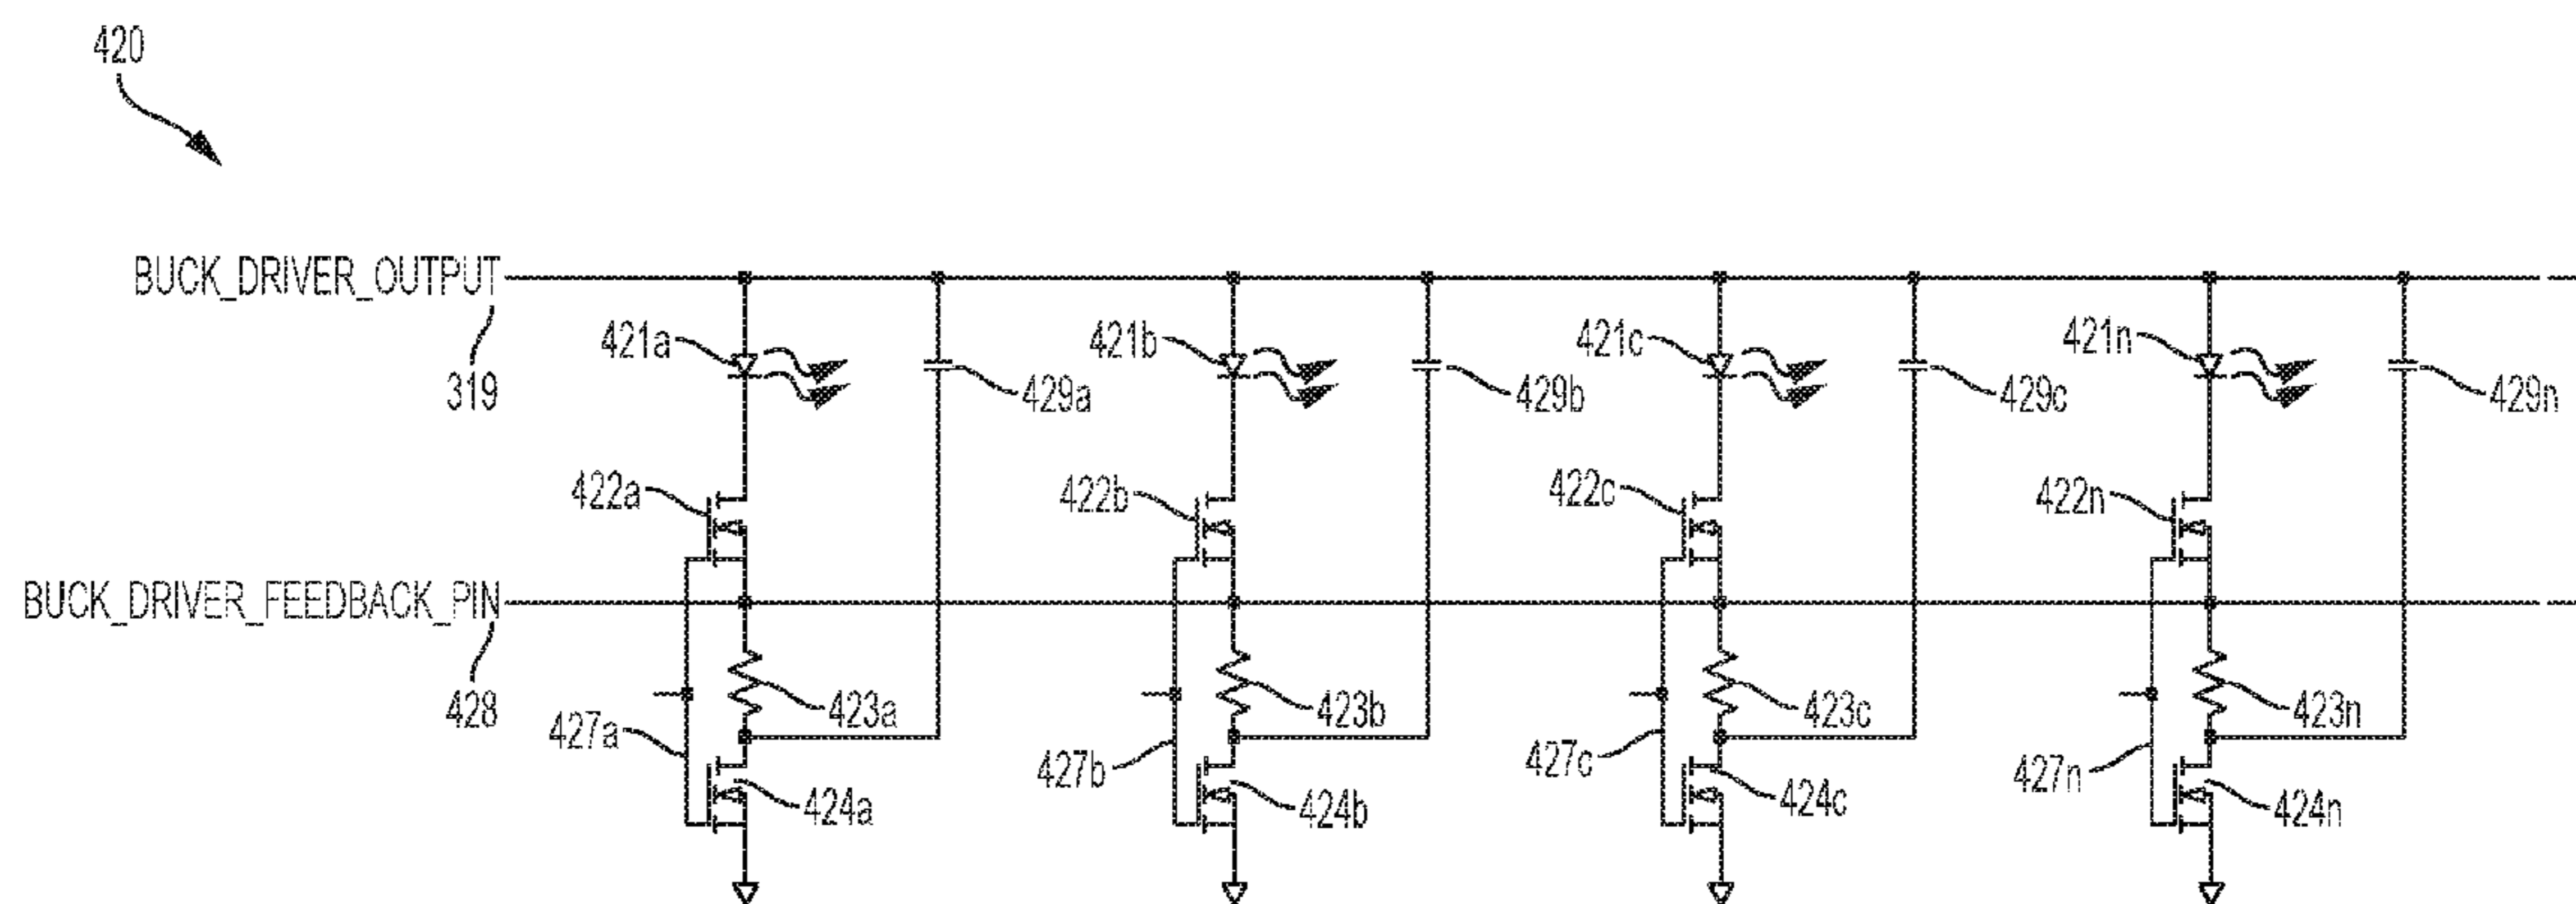 420
BUCK_DRIVER_OUTPUT
319
421a
429a
421b
429b
421c
429c
421n
429n
422a
422b
422c
422n
BUCK_DRIVER_FEEDBACK_PIN
428
427a
423a
427b
423b
427c
423c
427n
423n
424a
424b
424c
424n